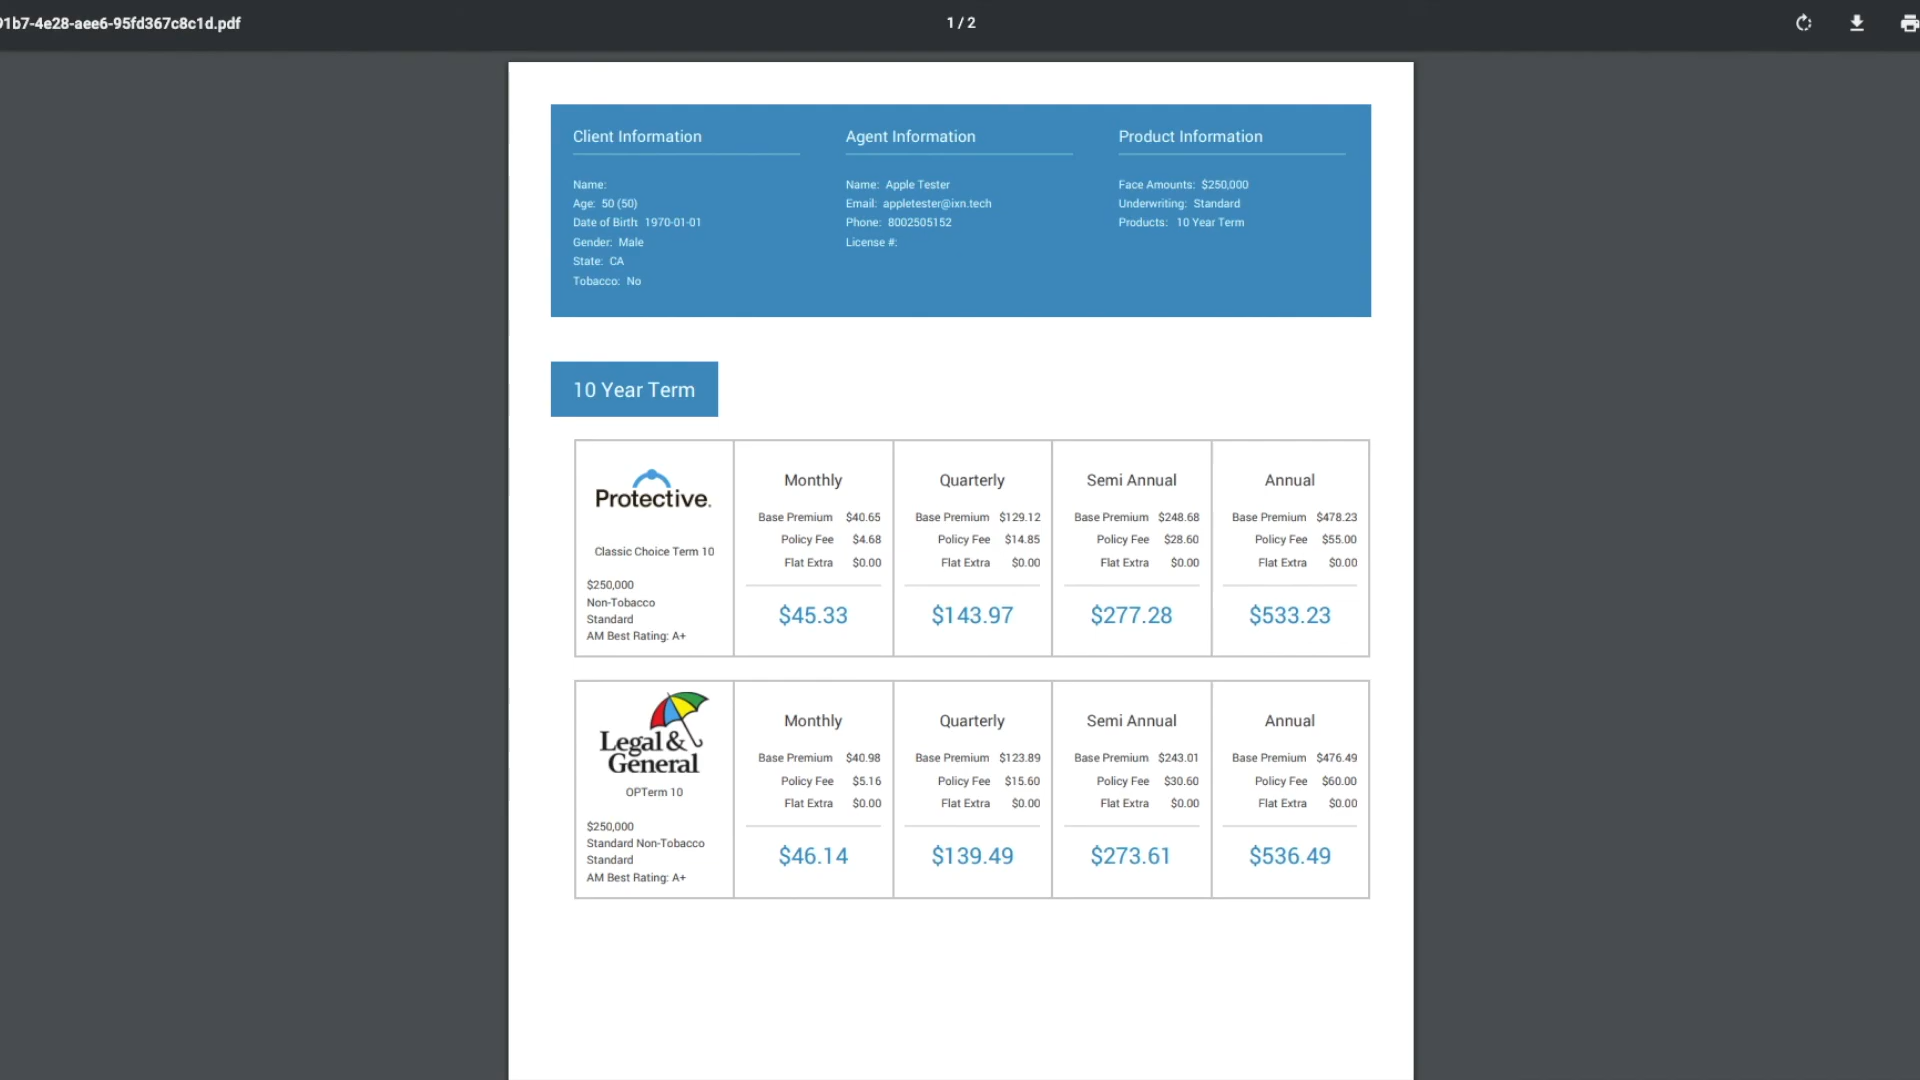 91b7-4e28-aee6-95fd367c8c1d.pdf
1 / 2
Client Information
Name:
Age: 50 (50)
Date of Birth 1970-01-01
Gender: Male
State: CA
Tobacco: No
Agent Information
Name: Apple Tester
Email: appletester@ixn.tech
Phone: 8002505152
License #:
Product Information
Face Amounts: $250,000
Underwriting: Standard
Products: 10 Year Term
10 Year Term
Protective.
Classic Choice Term 10
$250,000
Non-Tobacco
Standard
AM Best Rating: A+
Monthly
Base Premium $40.65
Policy Fee $4.68
Flat Extra $0.00
$45.33
Quarterly
Base Premium $129.12
Policy Fee $14.85
Flat Extra $0.00
$143.97
Semi Annual
Base Premium $248.68
Policy Fee $28.60
Flat Extra $0.00
$277.28
Annual
Base Premium $478.23
Policy Fee $55.00
Flat Extra $0.00
$533.23
Legal &
General
OPTerm 10
$250,000
Standard Non-Tobacco
Standard
AM Best Rating: A+
Monthly
Base Premium $40.98
Policy Fee $5.16
Flat Extra $0.00
$46.14
Quarterly
Base Premium $123.89
Policy Fee $15.60
Flat Extra $0.00
$139.49
Semi Annual
Base Premium $243.01
Policy Fee $30.60
Flat Extra $0.00
$273.61
Annual
Base Premium $476.49
Policy Fee $60.00
Flat Extra $0.00
$536.49